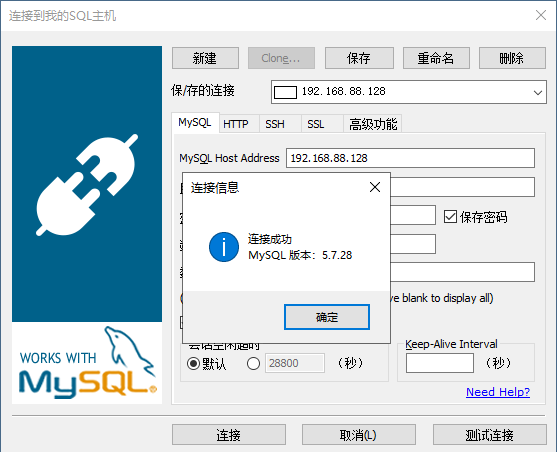 连接到我的SQL主机
新建
Clone...
保存
重命名
删除
保/存的连接
192.168.88.128
MySQL
HTTP
SSH
SSL
高级功能
MySQL Host Address
192.168.88.128
连接信息
保存密码
连接成功
MySQL 版本：5.7.28
确定
ve blank to display all)
会话空闲超时
默认
28800
（秒）
Keep-Alive Interval
（秒）
Need Help?
WORKS WITH
MySQL®
连接
取消(L)
测试连接